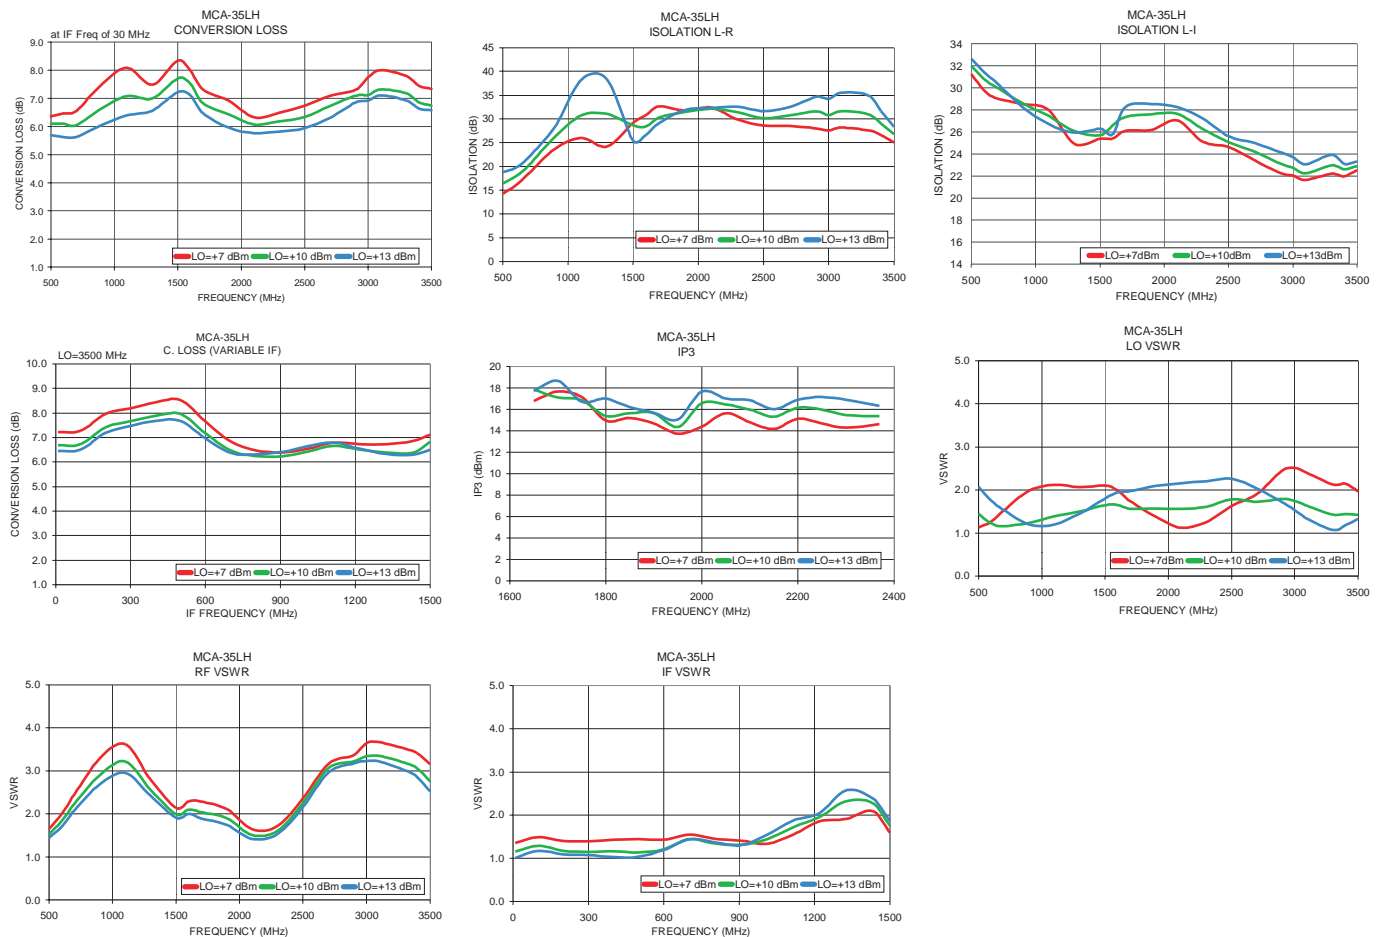 MCA-35LH
CONVERSION LOSS
at IF Freq of 30 MHz
CONVERSION LOSS (dB)
9.0
8.0
7.0
6.0
5.0
4.0
3.0
2.0
1.0
LO=+7 dBm LO=+10 dBm LO=+13 dBm
500 1000 1500 2000 2500 3000 3500
FREQUENCY (MHz)
MCA-35LH
ISOLATION L-R
ISOLATION (dB)
45
40
35
30
25
20
15
10
5
0
LO=+7 dBm LO=+10 dBm LO=+13 dBm
500 1000 1500 2000 2500 3000 3500
FREQUENCY (MHz)
MCA-35LH
ISOLATION L-I
ISOLATION (dB)
34
32
30
28
26
24
22
20
18
16
14
LO=+7dBm LO=+10dBm LO=+13dBm
500 1000 1500 2000 2500 3000 3500
FREQUENCY (MHz)
MCA-35LH
C. LOSS (VARIABLE IF)
LO=3500 MHz
CONVERSION LOSS (dB)
10.0
9.0
8.0
7.0
6.0
5.0
4.0
3.0
2.0
1.0
LO=+7 dBm LO=+10 dBm LO=+13 dBm
0 300 600 900 1200 1500
IF FREQUENCY (MHz)
MCA-35LH
IP3
IP3 (dBm)
20
18
16
14
12
10
8
6
4
2
0
LO=+7 dBm LO=+10 dBm LO=+13 dBm
1600 1800 2000 2200 2400
FREQUENCY (MHz)
MCA-35LH
LO VSWR
VSWR
5.0
4.0
3.0
2.0
1.0
0.0
LO=+7dBm LO=+10 dBm LO=+13 dBm
500 1000 1500 2000 2500 3000 3500
FREQUENCY (MHz)
MCA-35LH
RF VSWR
VSWR
5.0
4.0
3.0
2.0
1.0
0.0
LO=+7 dBm LO=+10 dBm LO=+13 dBm
500 1000 1500 2000 2500 3000 3500
FREQUENCY (MHz)
MCA-35LH
IF VSWR
VSWR
5.0
4.0
3.0
2.0
1.0
0.0
LO=+7 dBm LO=+10 dBm LO=+13 dBm
0 300 600 900 1200 1500
FREQUENCY (MHz)